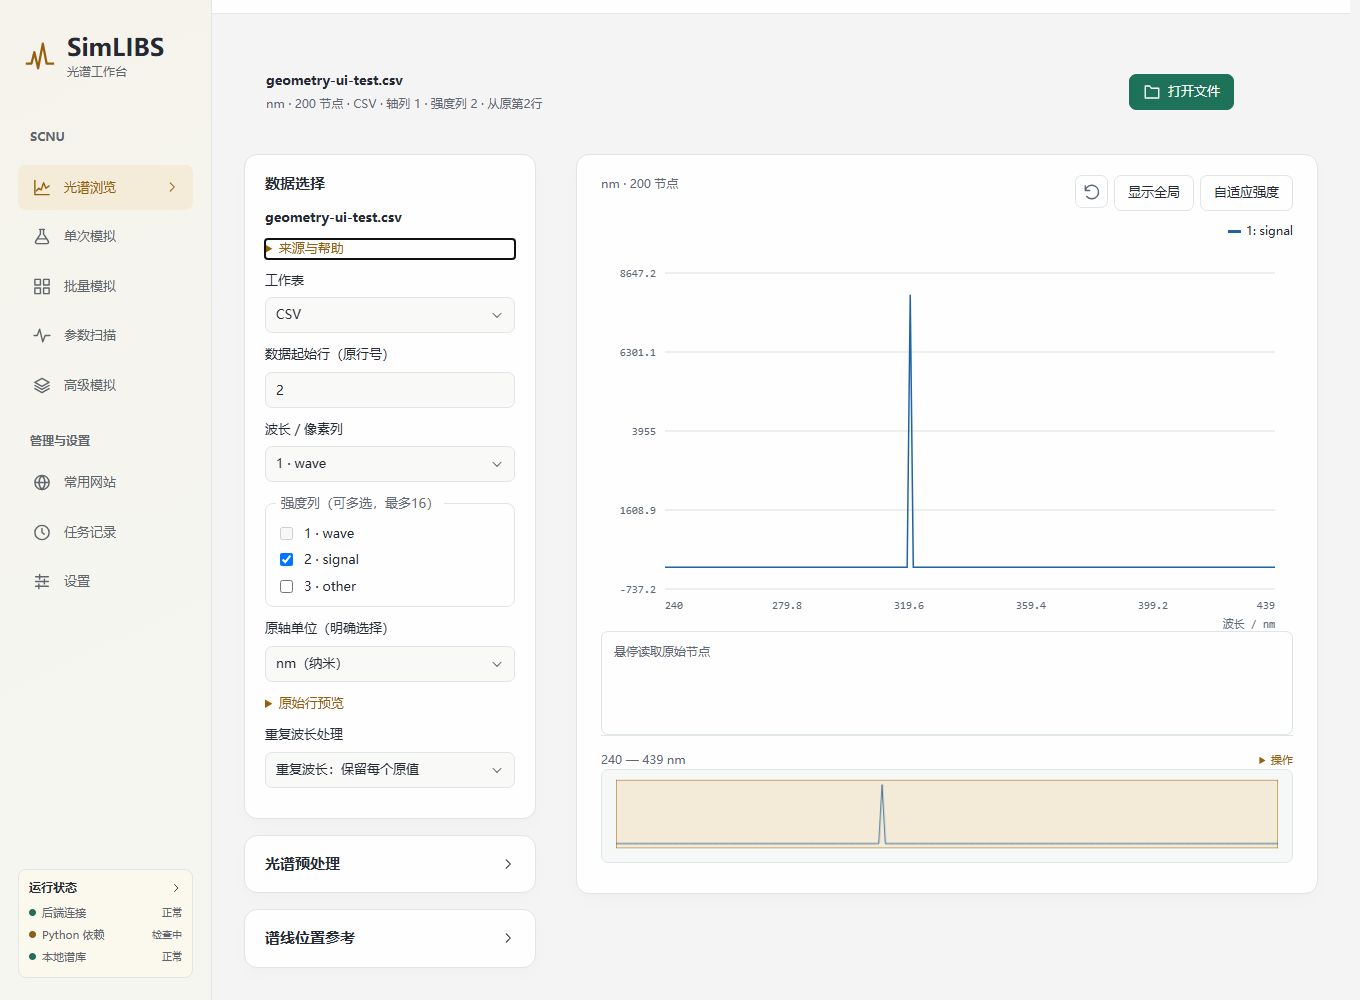 SimLIBS
光谱工作台
SCNU
光谱浏览
单次模拟
批量模拟
参数扫描
高级模拟
管理与设置
常用网站
任务记录
设置
运行状态
后端连接 正常
Python 依赖 检查中
本地谱库 正常
geometry-ui-test.csv
nm · 200 节点 · CSV · 轴列 1 · 强度列 2 · 从原第2行
打开文件
数据选择
geometry-ui-test.csv
来源与帮助
工作表
CSV
数据起始行（原行号）
2
波长 / 像素列
1 · wave
强度列（可多选，最多16）
1 · wave
2 · signal
3 · other
原轴单位（明确选择）
nm（纳米）
原始行预览
重复波长处理
重复波长：保留每个原值
光谱预处理
谱线位置参考
nm · 200 节点
显示全局
自适应强度
1: signal
8647.2
6301.1
3955
1608.9
-737.2
240 279.8 319.6 359.4 399.2 439
波长 / nm
悬停读取原始节点
240 — 439 nm
操作